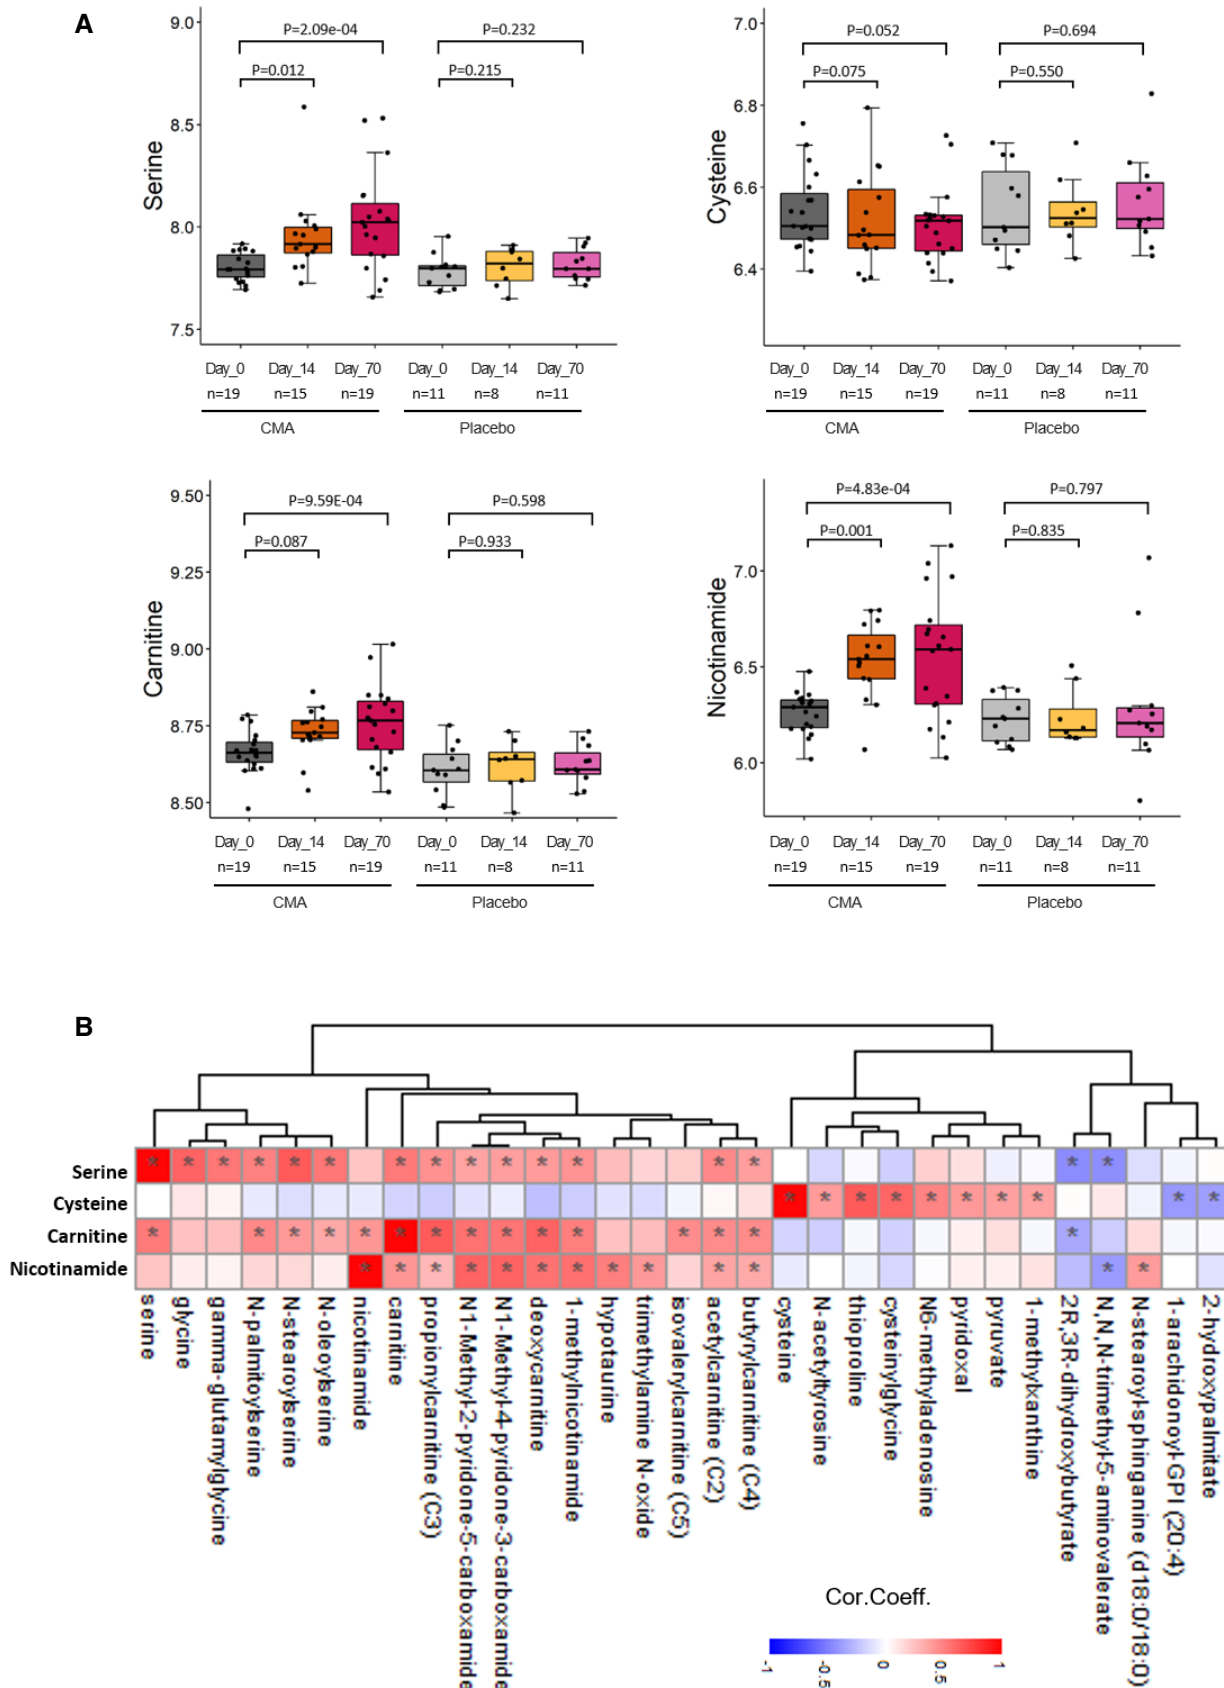 A
9.0
8.5
8.0
7.5
Serine
P=2.09e-04
P=0.232
P=0.012
P=0.215
Day_0 Day_14 Day_70 Day_0 Day_14 Day_70
n=19 n=15 n=19 n=11 n=8 n=11
CMA Placebo
7.0
6.8
6.6
6.4
Cysteine
P=0.052
P=0.694
P=0.075
P=0.550
Day_0 Day_14 Day_70 Day_0 Day_14 Day_70
n=19 n=15 n=19 n=11 n=8 n=11
CMA Placebo
9.50
9.25
9.00
8.75
8.50
Carnitine
P=9.59E-04
P=0.598
P=0.087
P=0.933
Day_0 Day_14 Day_70 Day_0 Day_14 Day_70
n=19 n=15 n=19 n=11 n=8 n=11
CMA Placebo
7.0
6.5
6.0
Nicotinamide
P=4.83e-04
P=0.797
P=0.001
P=0.835
Day_0 Day_14 Day_70 Day_0 Day_14 Day_70
n=19 n=15 n=19 n=11 n=8 n=11
CMA Placebo
B
Serine
Cysteine
Carnitine
Nicotinamide
serine
glycine
gamma-glutamylglycine
N-palmitoylserine
N-stearoylserine
N-oleoylserine
nicotinamide
carnitine
propionylcarnitine (C3)
N1-Methyl-2-pyridone-5-carboxamide
N1-Methyl-4-pyridone-3-carboxamide
deoxycarnitine
1-methylnicotinamide
hypotaurine
trimethylamine N-oxide
isovalerylcarnitine (C5)
acetylcarnitine (C2)
butyrylcarnitine (C4)
cysteine
N-acetyltyrosine
thioproline
cysteinylglycine
N6-methyladenosine
pyridoxal
pyruvate
1-methylxanthine
2R,3R-dihydroxybutyrate
N,N,N-trimethyl-5-aminovalerate
N-stearoyl-sphinganine (d18:0/18:0)
1-arachidonoyl-GPI (20:4)
2-hydroxypalmitate
Cor.Coeff.
-1 -0.5 0 0.5 1